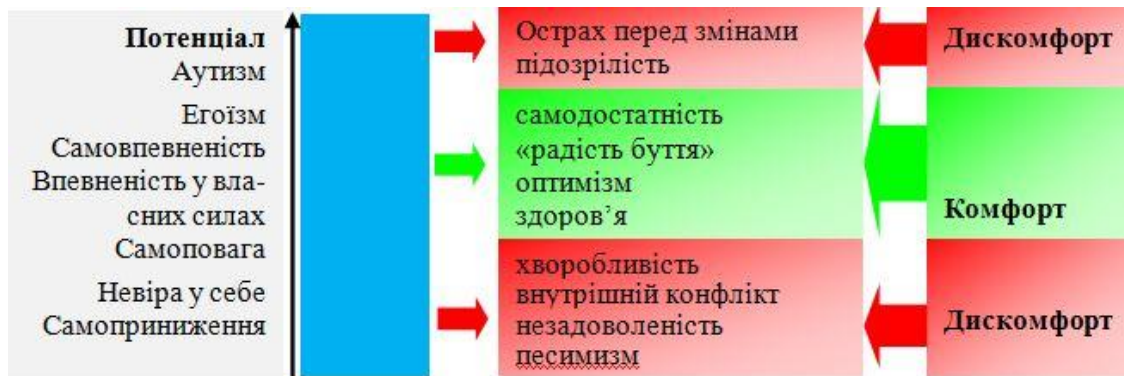 Потенціал
Аутизм
Егоїзм
Самовпевненість
Впевненість у вла-
сних силах
Самоповага
Невіра у себе
Самоприниження
Острах перед змінами
підозрілість
самодостатність
«радість буття»
оптимізм
здоров’я
хворобливість
внутрішній конфлікт
незадоволеність
песимизм
Дискомфорт
Комфорт
Дискомфорт